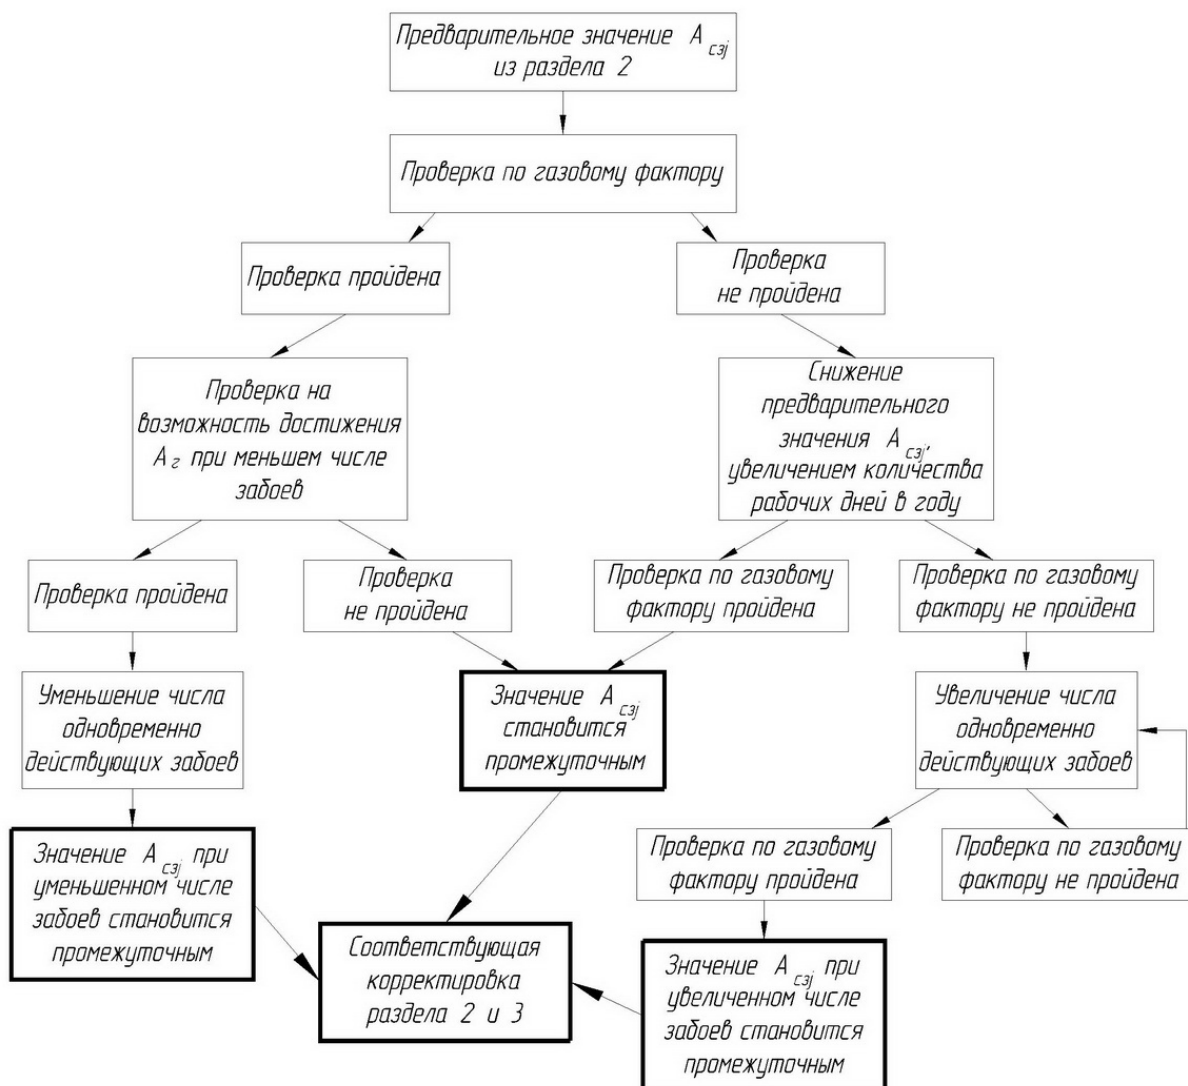 Предварительное значение А сзj
из раздела 2
Проверка по газовому фактору
Проверка пройдена
Проверка
не пройдена
Проверка на
возможность достижения
А г при меньшем числе
забоев
Снижение
предварительного
значения А сзj,
увеличением количества
рабочих дней в году
Проверка пройдена
Проверка
не пройдена
Проверка по газовому
фактору пройдена
Проверка по газовому
фактору не пройдена
Уменьшение числа
одновременно
действующих забоев
Значение А сзj
становится
промежуточным
Увеличение числа
одновременно
действующих забоев
Значение А сзj при
уменьшенном числе
забоев становится
промежуточным
Проверка по газовому
фактору пройдена
Проверка по газовому
фактору не пройдена
Соответствующая
корректировка
раздела 2 и 3
Значение А сзj при
увеличенном числе
забоев становится
промежуточным